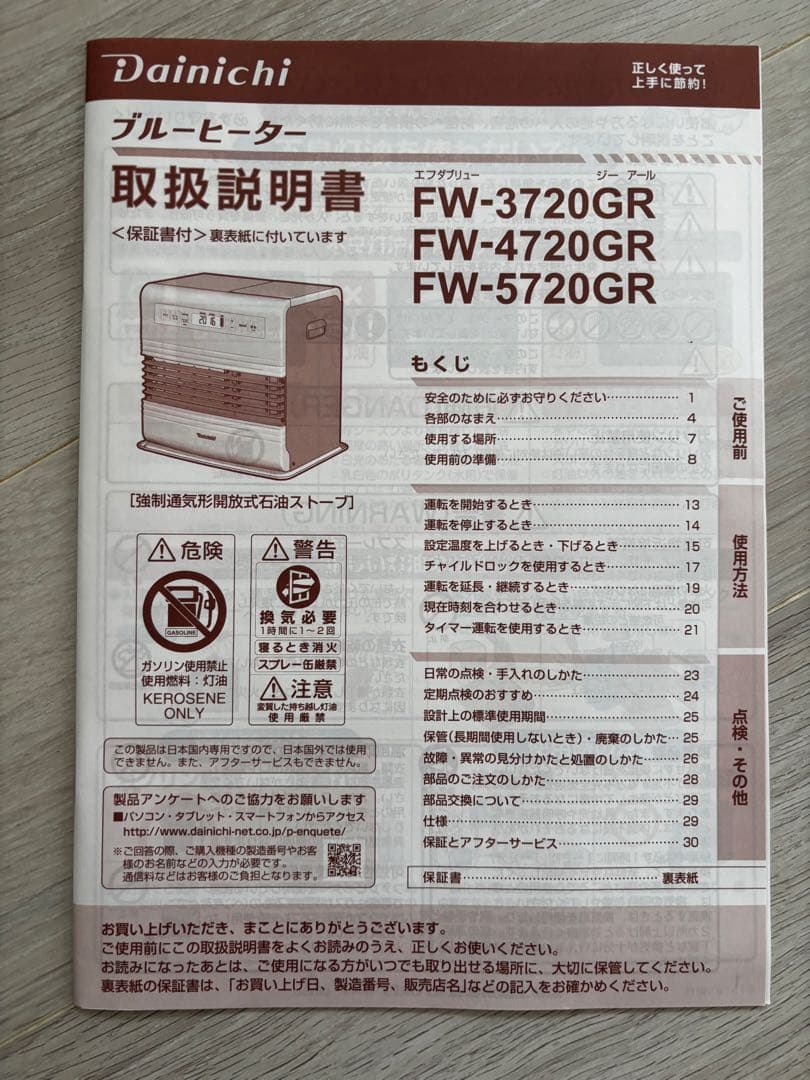 Dainichi
正しく使って
上手に節約！
ブルーヒーター
取扱説明書
＜保証書付＞裏表紙に付いています
エフダブリュー ジー アール
FW-3720GR
FW-4720GR
FW-5720GR
もくじ
安全のために必ずお守りください 1
各部のなまえ 4
使用する場所 7
使用前の準備 8
ご使用前
運転を開始するとき 13
運転を停止するとき 14
設定温度を上げるとき・下げるとき 15
チャイルドロックを使用するとき 17
運転を延長・継続するとき 19
現在時刻を合わせるとき 20
タイマー運転を使用するとき 21
使用方法
日常の点検・手入れのしかた 23
定期点検のおすすめ 24
設計上の標準使用期間 25
保管（長期間使用しないとき）・廃棄のしかた 25
故障・異常の見分けかたと処置のしかた 26
部品のご注文のしかた 28
部品交換について 29
仕様 29
保証とアフターサービス 30
点検・その他
保証書 裏表紙
［強制通気形開放式石油ストーブ］
危険
GASOLINE
ガソリン使用禁止
使用燃料：灯油
KEROSENE
ONLY
警告
換気必要
1時間に1～2回
寝るとき消火
スプレー缶厳禁
注意
変質した持ち越し灯油
使用厳禁
この製品は日本国内専用ですので、日本国外では使用
できません。また、アフターサービスもできません。
製品アンケートへのご協力をお願いします
■パソコン・タブレット・スマートフォンからアクセス
http://www.dainichi-net.co.jp/p-enquete/
※ご回答の際、ご購入機種の製造番号やお客
様のお名前などの入力が必要です。
通信料などはお客様のご負担となります。
お買い上げいただき、まことにありがとうございます。
ご使用前にこの取扱説明書をよくお読みのうえ、正しくお使いください。
お読みになったあとは、ご使用になる方がいつでも取り出せる場所に、大切に保管してください。
裏表紙の保証書は、「お買い上げ日、製造番号、販売店名」などの記入をお確かめください。